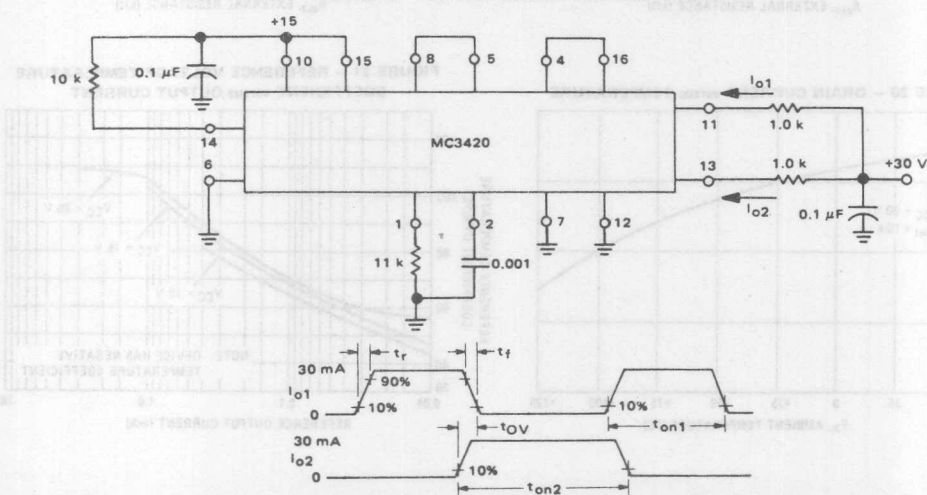 +15
10 k
0.1 µF
10
15
8
5
4
16
14
6
MC3420
I₀1
11
1.0 k
13
1.0 k
+30 V
I₀2
0.1 µF
1
2
7
12
11 k
0.001
tr
tf
30 mA
I₀1
0
90%
10%
10%
tOV
ton1
30 mA
I₀2
0
10%
ton2